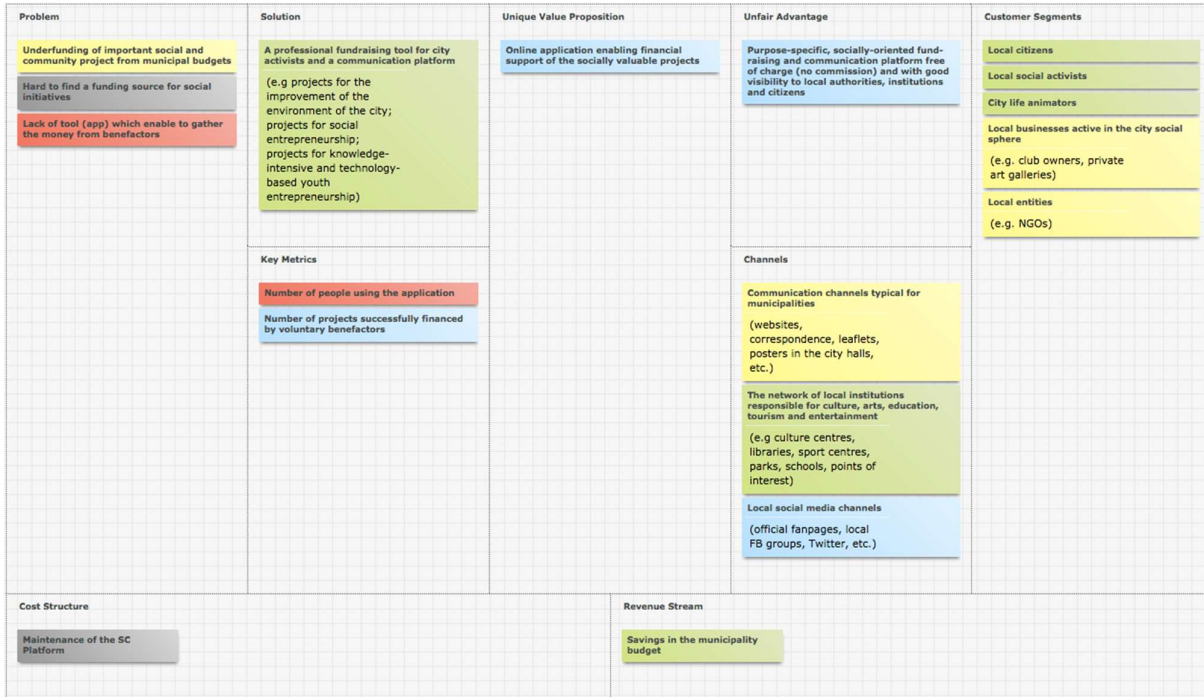 Problem
Underfunding of important social and
community project from municipal budgets
Hard to find a funding source for social
initiatives
Lack of tool (app) which enable to gather
the money from benefactors
Solution
A professional fundraising tool for city
activists and a communication platform
(e.g projects for the
improvement of the
environment of the city;
projects for social
entrepreneurship;
projects for knowledge-
intensive and technology-
based youth
entrepreneurship)
Key Metrics
Number of people using the application
Number of projects successfully financed
by voluntary benefactors
Unique Value Proposition
Online application enabling financial
support of the socially valuable projects
Unfair Advantage
Purpose-specific, socially-oriented fund-
raising and communication platform free
of charge (no commission) and with good
visibility to local authorities, institutions
and citizens
Channels
Communication channels typical for
municipalities
(websites,
correspondence, leaflets,
posters in the city halls,
etc.)
The network of local institutions
responsible for culture, arts, education,
tourism and entertainment
(e.g culture centres,
libraries, sport centres,
parks, schools, points of
interest)
Local social media channels
(official fanpages, local
FB groups, Twitter, etc.)
Customer Segments
Local citizens
Local social activists
City life animators
Local businesses active in the city social
sphere
(e.g. club owners, private
art galleries)
Local entities
(e.g. NGOs)
Cost Structure
Maintenance of the SC
Platform
Revenue Stream
Savings in the municipality
budget